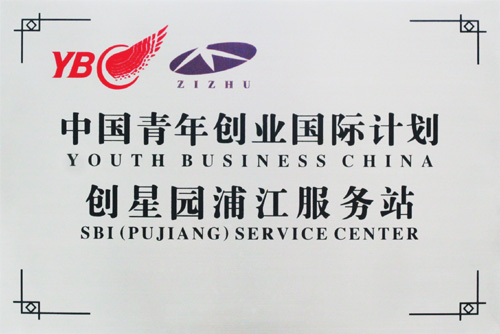 YBC ZIZHU
中国青年创业国际计划
YOUTH BUSINESS CHINA
创星园浦江服务站
SBI (PUJIANG) SERVICE CENTER